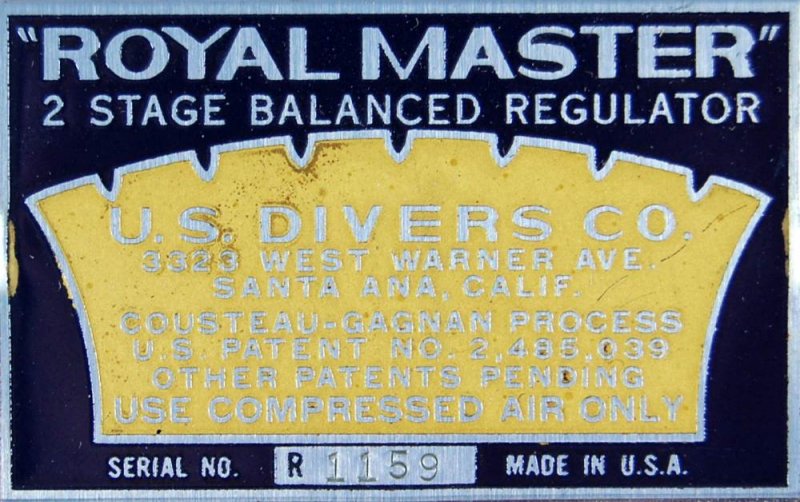 "ROYAL MASTER"
2 STAGE BALANCED REGULATOR
U.S. DIVERS CO.
3323 WEST WARNER AVE.
SANTA ANA, CALIF.
COUSTEAU-GAGNAN PROCESS
U.S. PATENT NO. 2,485,039
OTHER PATENTS PENDING
USE COMPRESSED AIR ONLY
SERIAL NO. R 1159 MADE IN U.S.A.